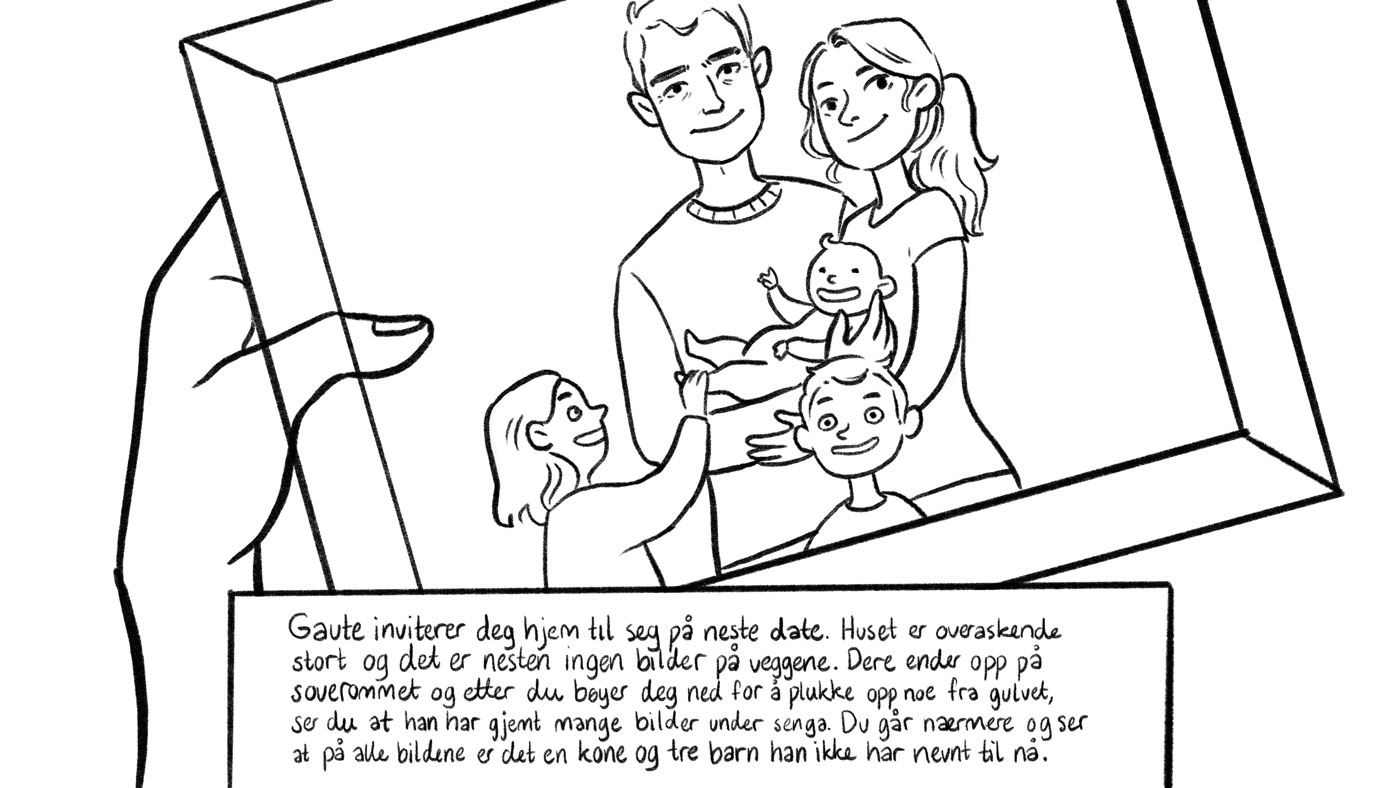 Gaute inviterer deg hjem til seg på neste date. Huset er overaskende
stort og det er nesten ingen bilder på veggene. Dere ender opp på
soverommet og etter du bøyer deg ned for å plukke opp noe fra gulvet,
ser du at han har gjemt mange bilder under senga. Du går nærmere og ser
at på alle bildene er det en kone og tre barn han ikke har nevnt til nå.